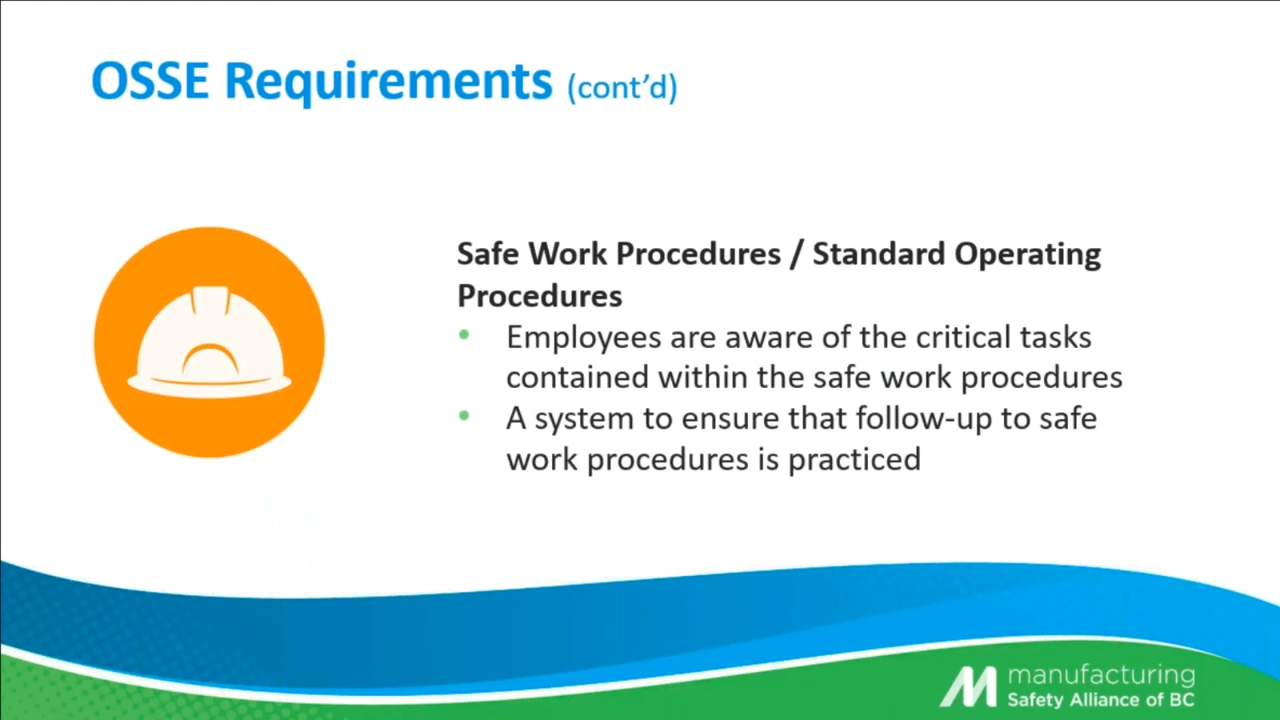 OSSE Requirements (cont’d)
Safe Work Procedures / Standard Operating
Procedures
• Employees are aware of the critical tasks
contained within the safe work procedures
• A system to ensure that follow-up to safe
work procedures is practiced
manufacturing
Safety Alliance of BC